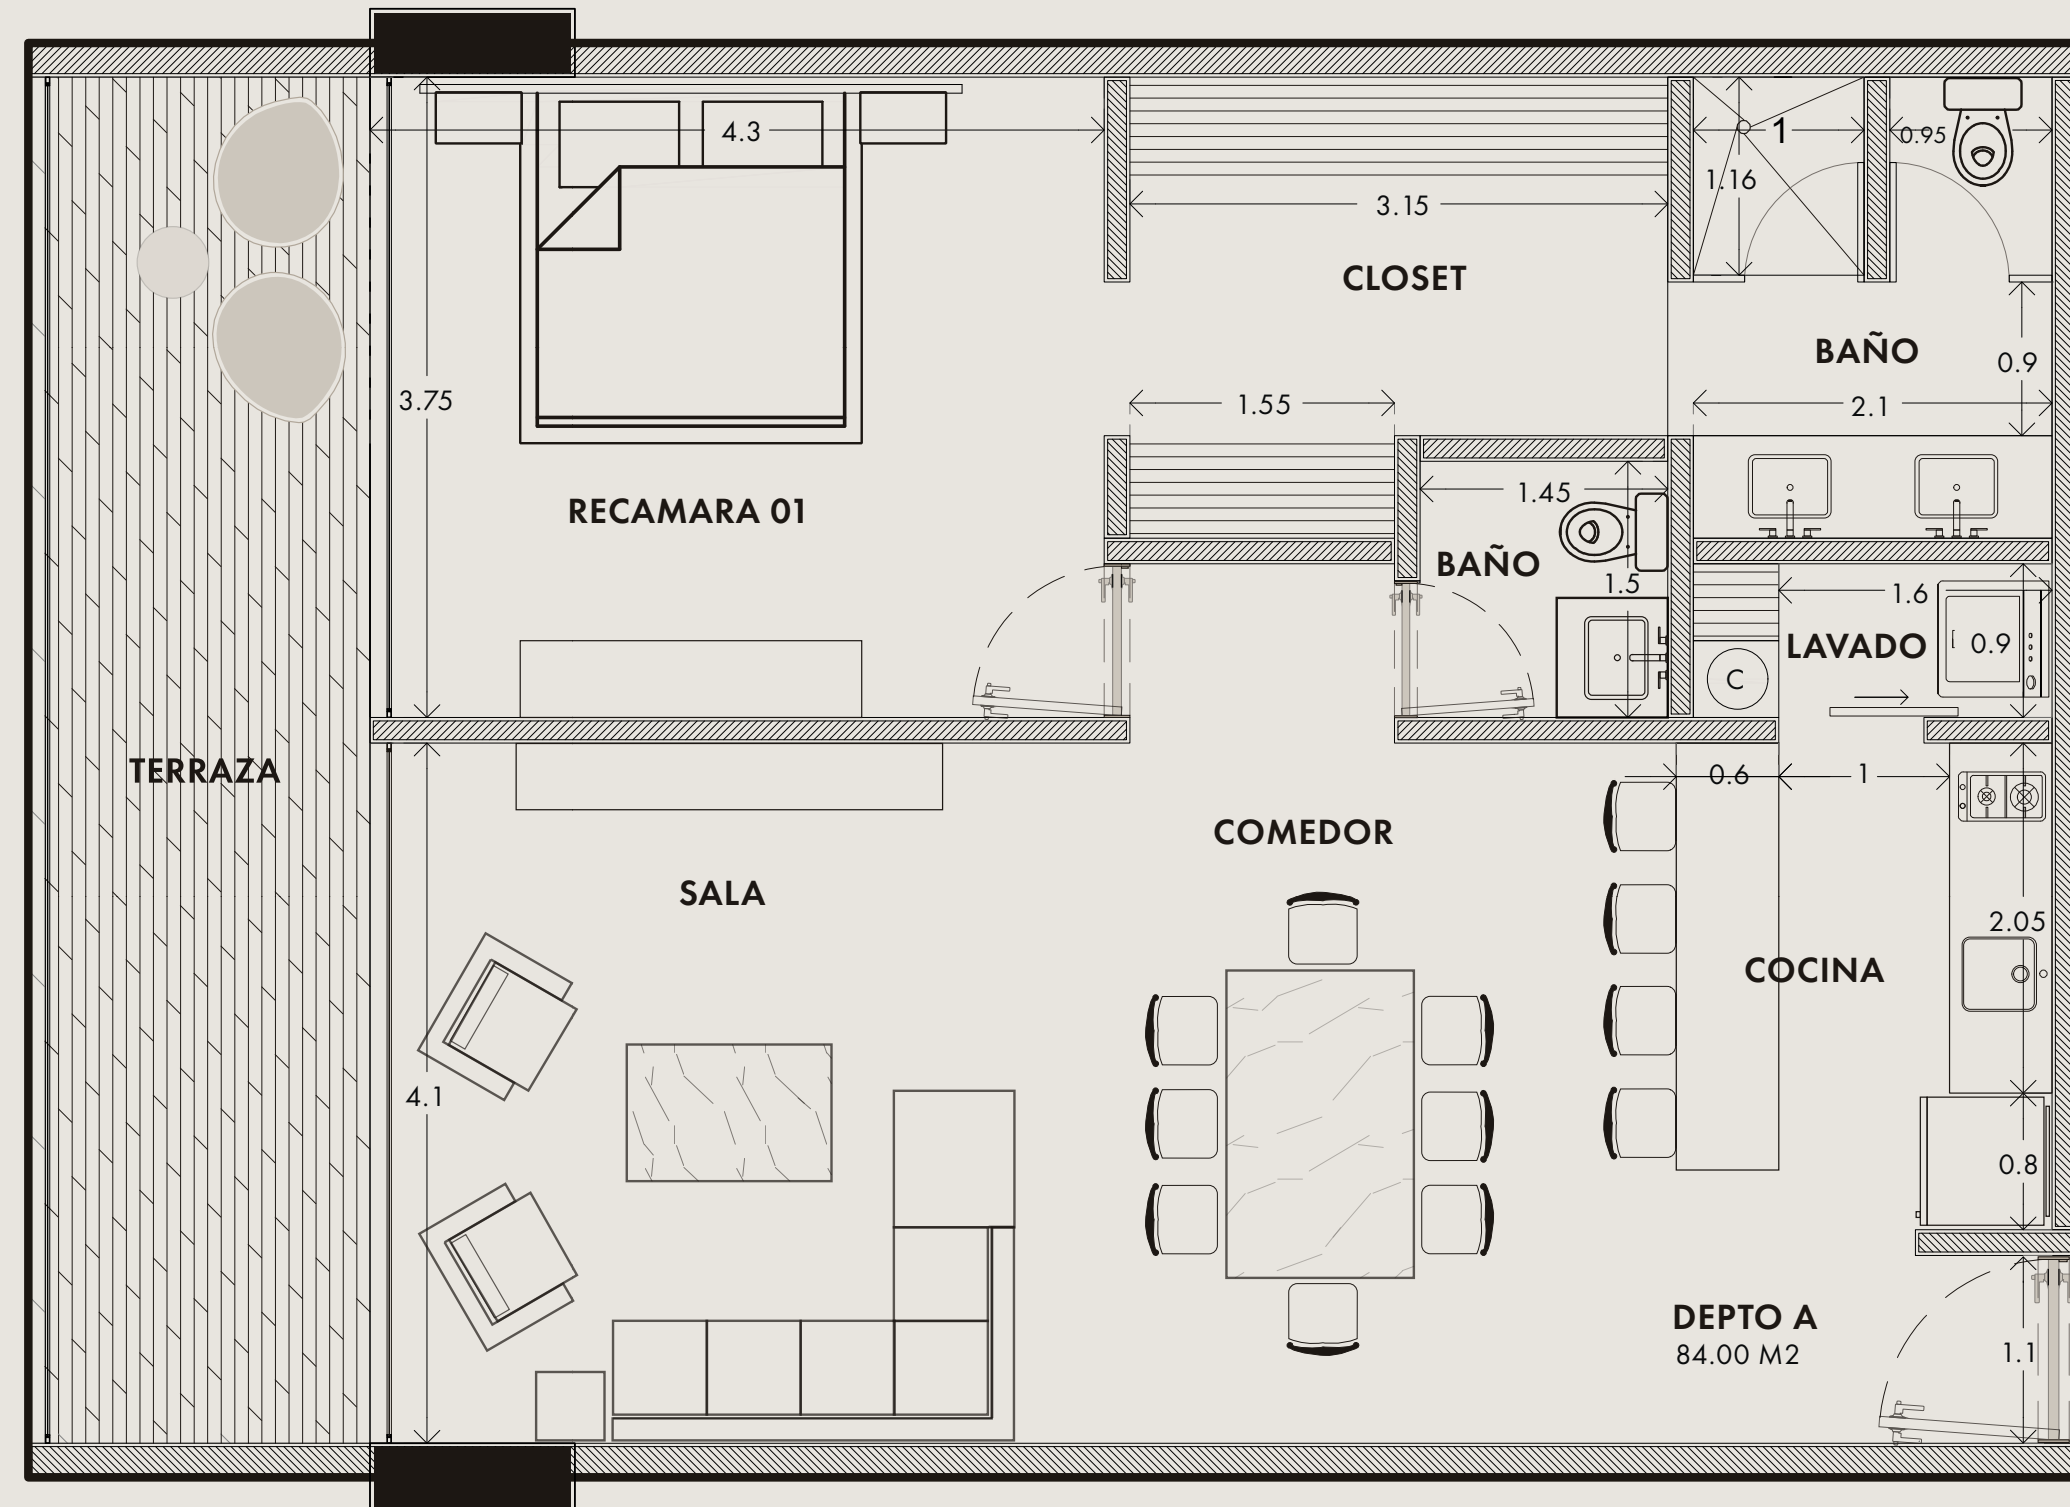 4.3
1
0.95
1.16
3.15
CLOSET
BAÑO
0.9
3.75
1.55
2.1
1.45
RECAMARA 01
BAÑO
1.5
1.6
LAVADO
0.9
C
TERRAZA
0.6
1
COMEDOR
SALA
2.05
COCINA
4.1
0.8
DEPTO A
84.00 M2
1.1